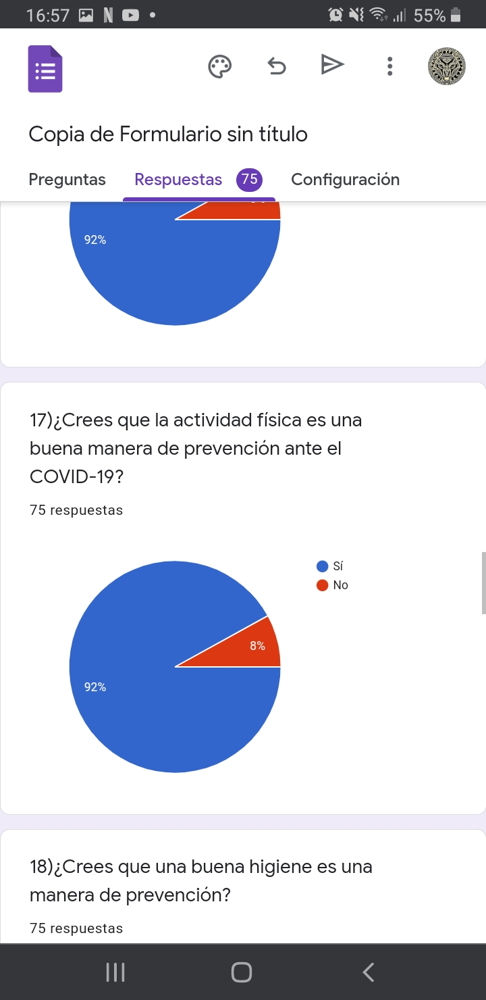 16:57
55%
Copia de Formulario sin título
Preguntas
Respuestas
75
Configuración
92%
17)¿Crees que la actividad física es una
buena manera de prevención ante el
COVID-19?
75 respuestas
Sí
No
8%
92%
18)¿Crees que una buena higiene es una
manera de prevención?
75 respuestas